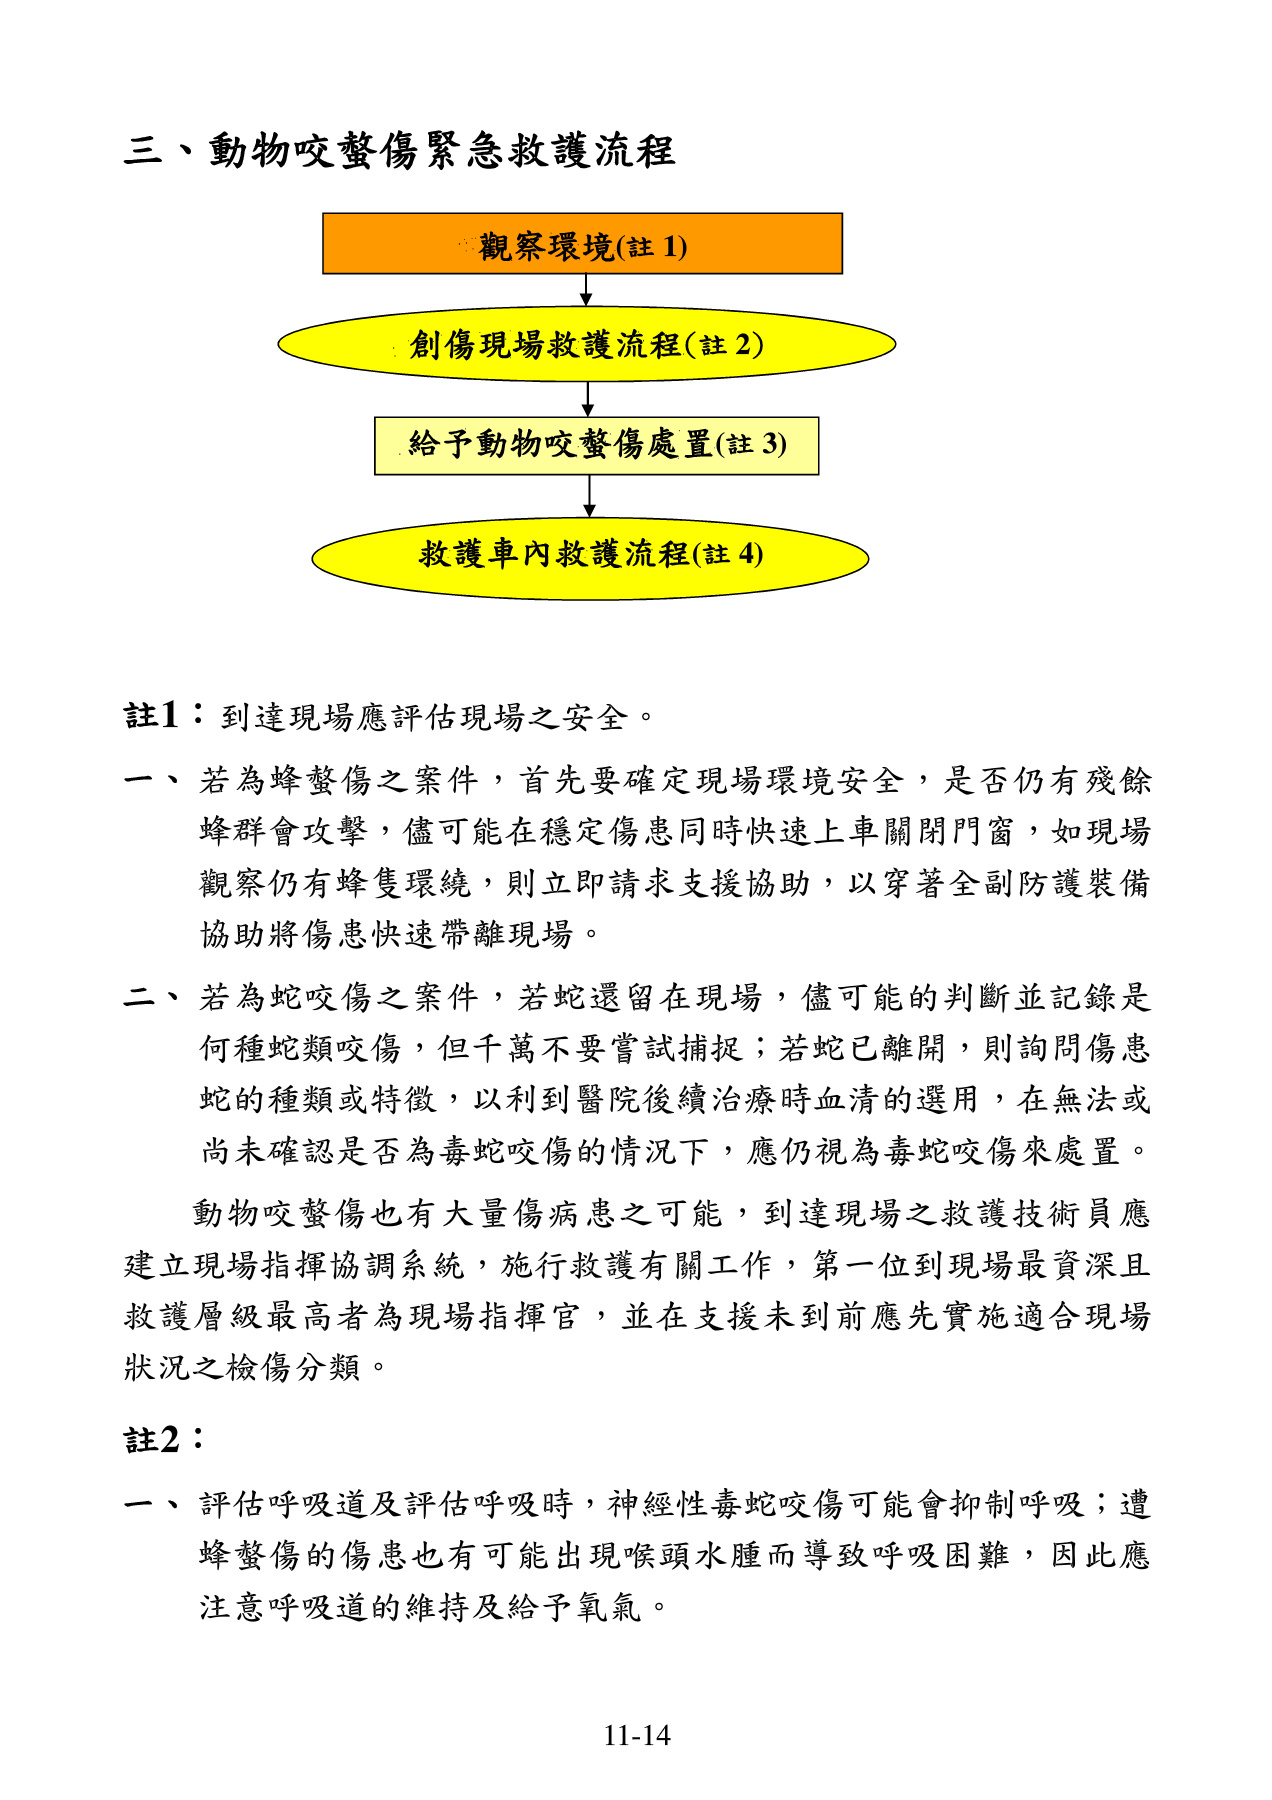 三、動物咬螫傷緊急救護流程
觀察環境(註 1)
創傷現場救護流程(註 2)
給予動物咬螫傷處置(註 3)
救護車內救護流程(註 4)
註1：到達現場應評估現場之安全。
一、若為蜂螫傷之案件，首先要確定現場環境安全，是否仍有殘餘
蜂群會攻擊，儘可能在穩定傷患同時快速上車關閉門窗，如現場
觀察仍有蜂隻環繞，則立即請求支援協助，以穿著全副防護裝備
協助將傷患快速帶離現場。
二、若為蛇咬傷之案件，若蛇還留在現場，儘可能的判斷並記錄是
何種蛇類咬傷，但千萬不要嘗試捕捉；若蛇已離開，則詢問傷患
蛇的種類或特徵，以利到醫院後續治療時血清的選用，在無法或
尚未確認是否為毒蛇咬傷的情況下，應仍視為毒蛇咬傷來處置。
動物咬螫傷也有大量傷病患之可能，到達現場之救護技術員應
建立現場指揮協調系統，施行救護有關工作，第一位到現場最資深且
救護層級最高者為現場指揮官，並在支援未到前應先實施適合現場
狀況之檢傷分類。
註2：
一、評估呼吸道及評估呼吸時，神經性毒蛇咬傷可能會抑制呼吸；遭
蜂螫傷的傷患也有可能出現喉頭水腫而導致呼吸困難，因此應
注意呼吸道的維持及給予氧氣。
11-14